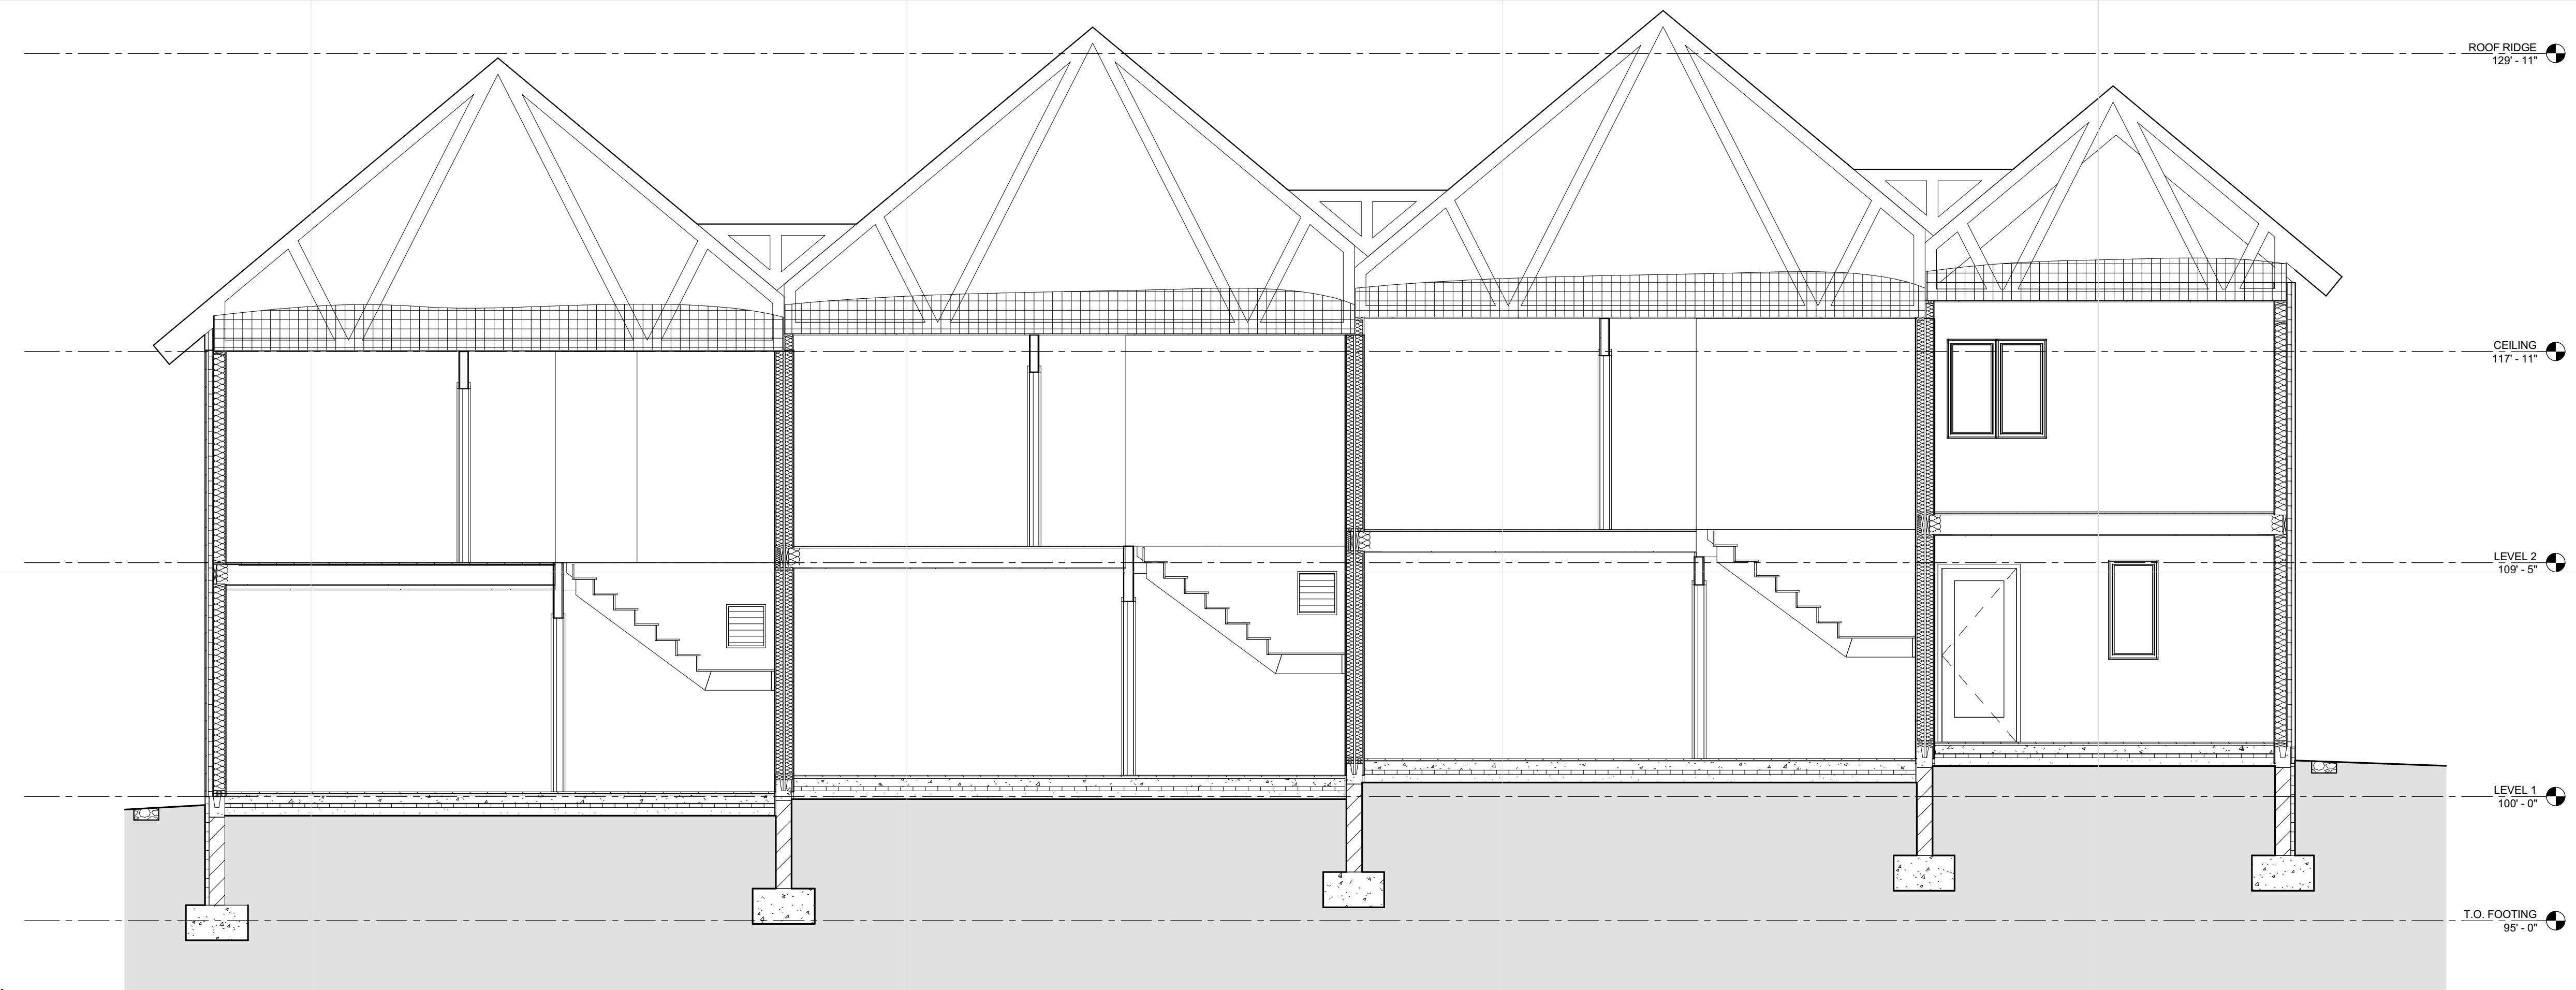 ROOF RIDGE
129' - 11"
CEILING
117' - 11"
LEVEL 2
109' - 5"
LEVEL 1
100' - 0"
T.O. FOOTING
95' - 0"